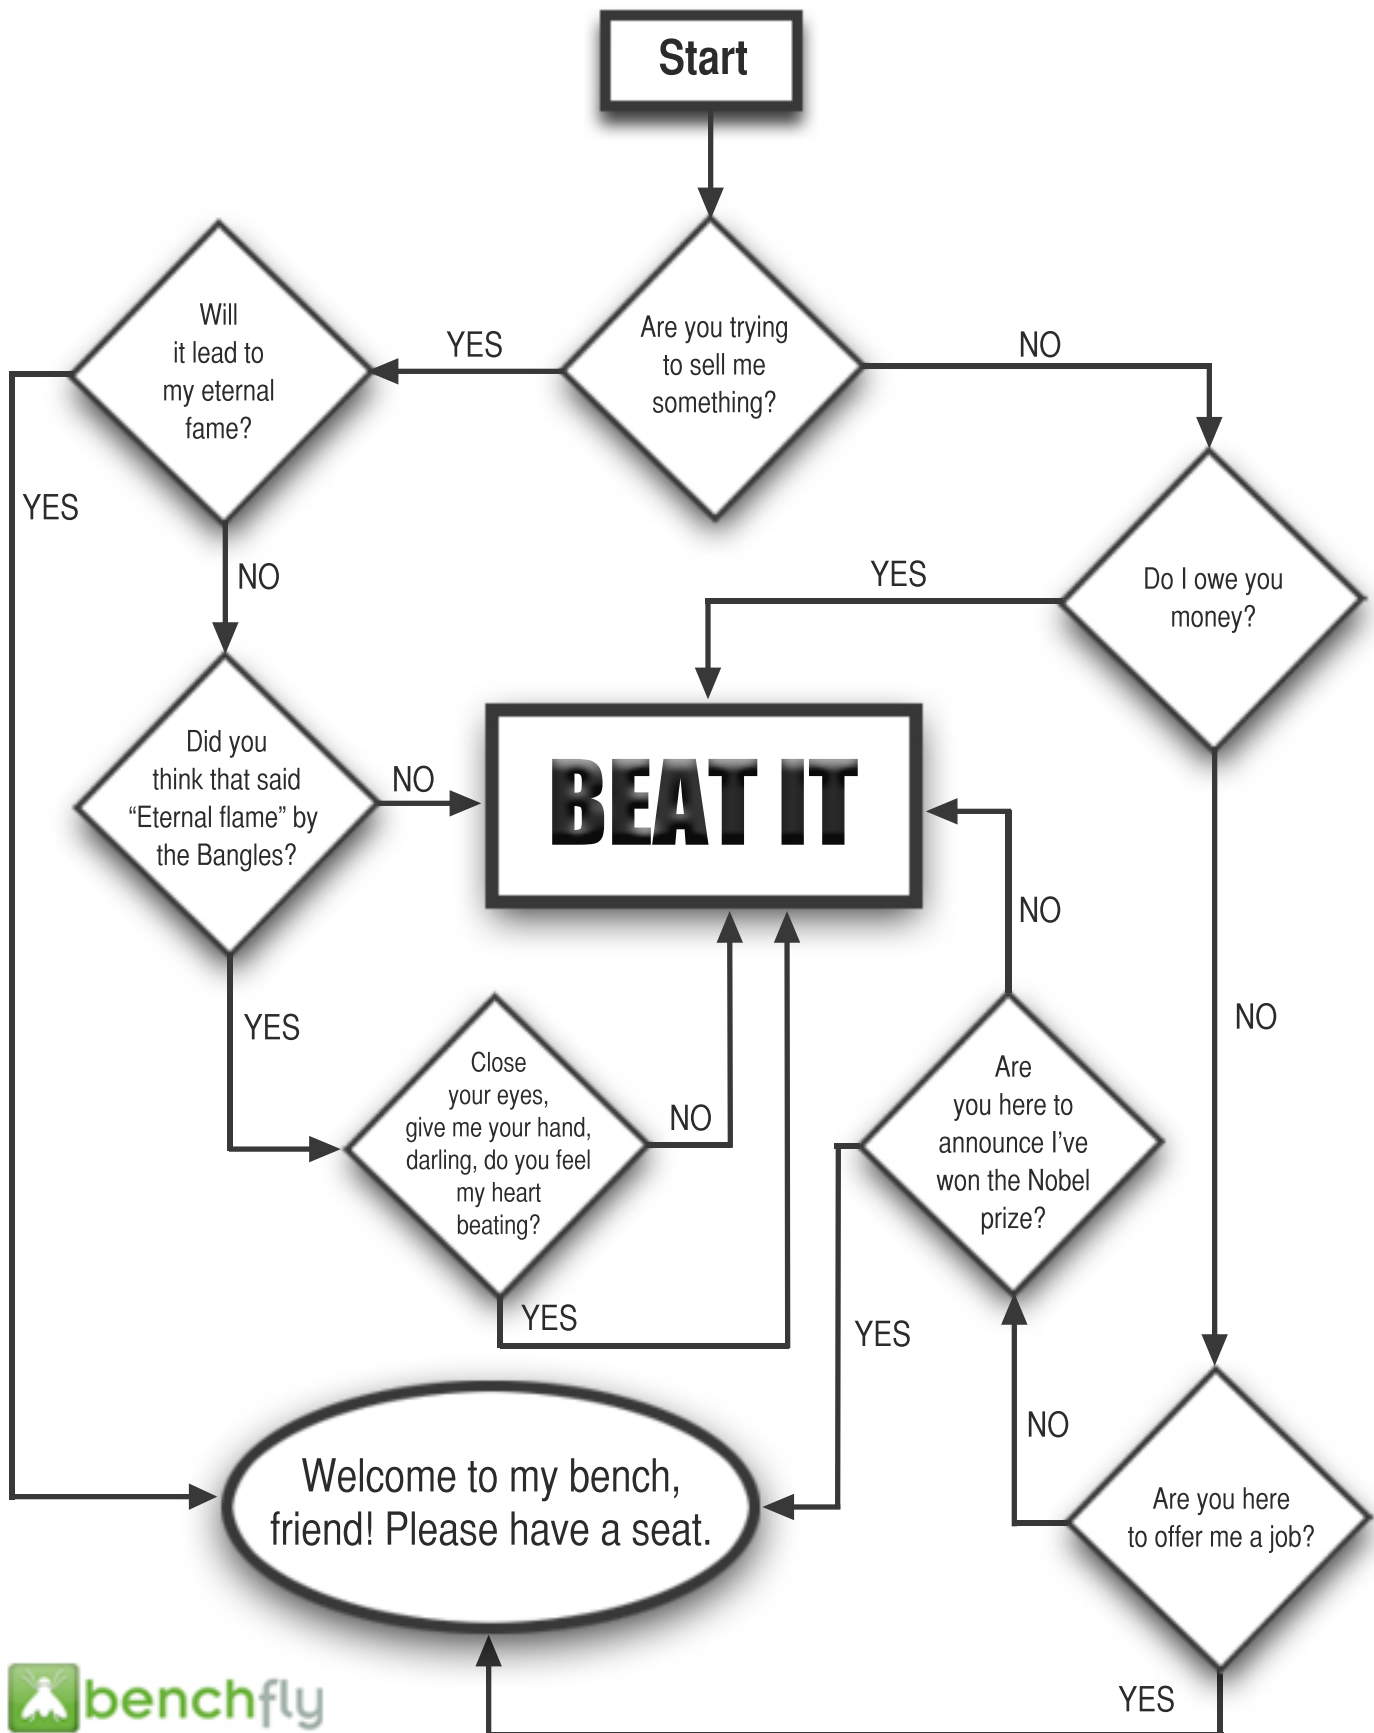 Start
Will
it lead to
my eternal
fame?
YES
Are you trying
to sell me
something?
NO
YES
NO
YES
Do I owe you
money?
Did you
think that said
“Eternal flame” by
the Bangles?
NO
BEAT IT
NO
YES
NO
Close
your eyes,
give me your hand,
darling, do you feel
my heart
beating?
NO
Are
you here to
announce I’ve
won the Nobel
prize?
YES
YES
NO
Welcome to my bench,
friend! Please have a seat.
Are you here
to offer me a job?
YES
benchfly